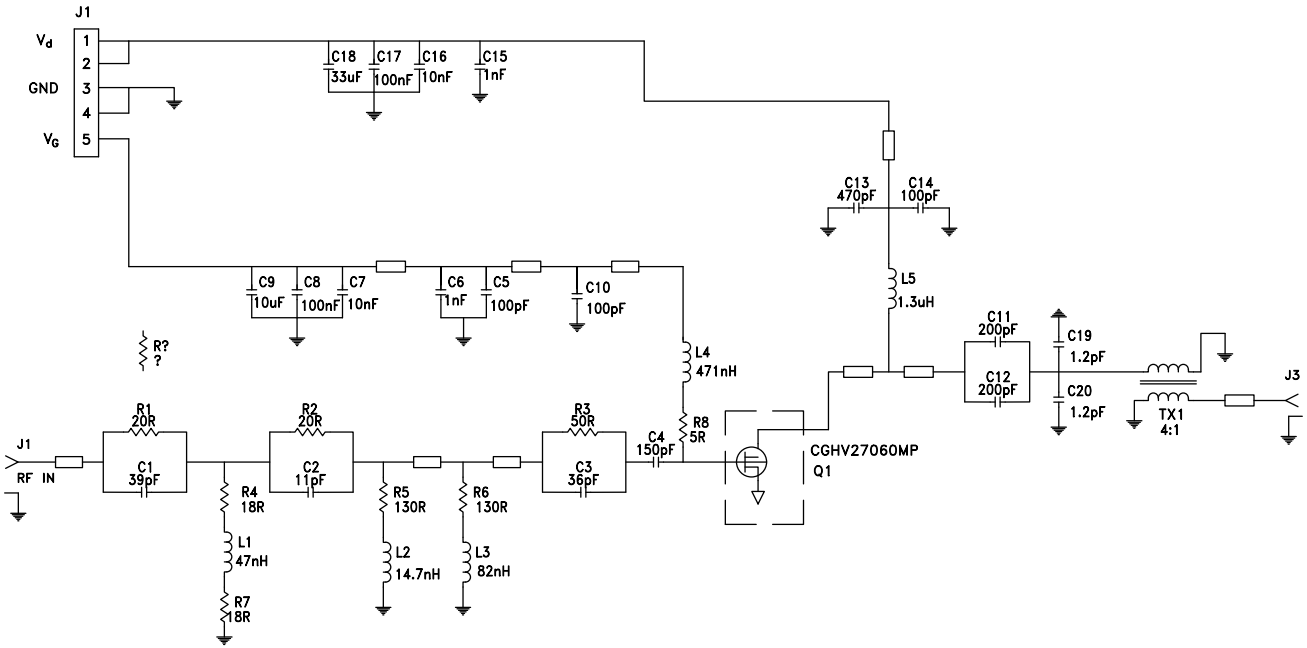 J1
Vd 1
2
GND 3
4
VG 5
C18
33uF
C17
100nF
C16
10nF
C15
1nF
C13
470pF
C14
100pF
L5
1.3uH
C9
10uF
C8
100nF
C7
10nF
C6
1nF
C5
100pF
C10
100pF
R?
?
L4
471nH
C11
200pF
C12
200pF
C19
1.2pF
C20
1.2pF
TX1
4:1
J3
J1
RF IN
R1
20R
C1
39pF
R2
20R
C2
11pF
R3
50R
C3
36pF
C4
150pF
R8
5R
CGHV27060MP
Q1
R4
18R
L1
47nH
R7
18R
R5
130R
L2
14.7nH
R6
130R
L3
82nH